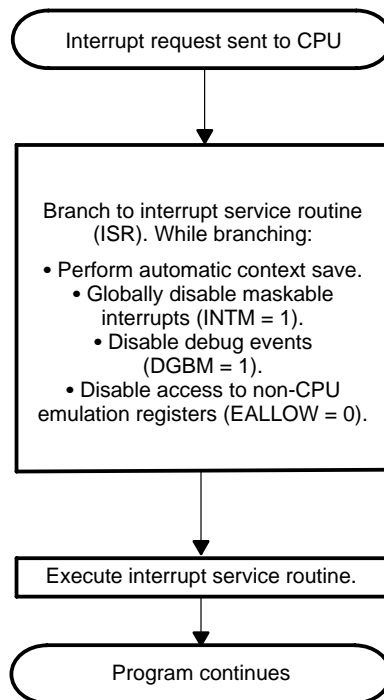 Interrupt request sent to CPU
Branch to interrupt service routine
(ISR). While branching:
• Perform automatic context save.
• Globally disable maskable
interrupts (INTM = 1).
• Disable debug events
(DGBM = 1).
• Disable access to non-CPU
emulation registers (EALLOW = 0).
Execute interrupt service routine.
Program continues